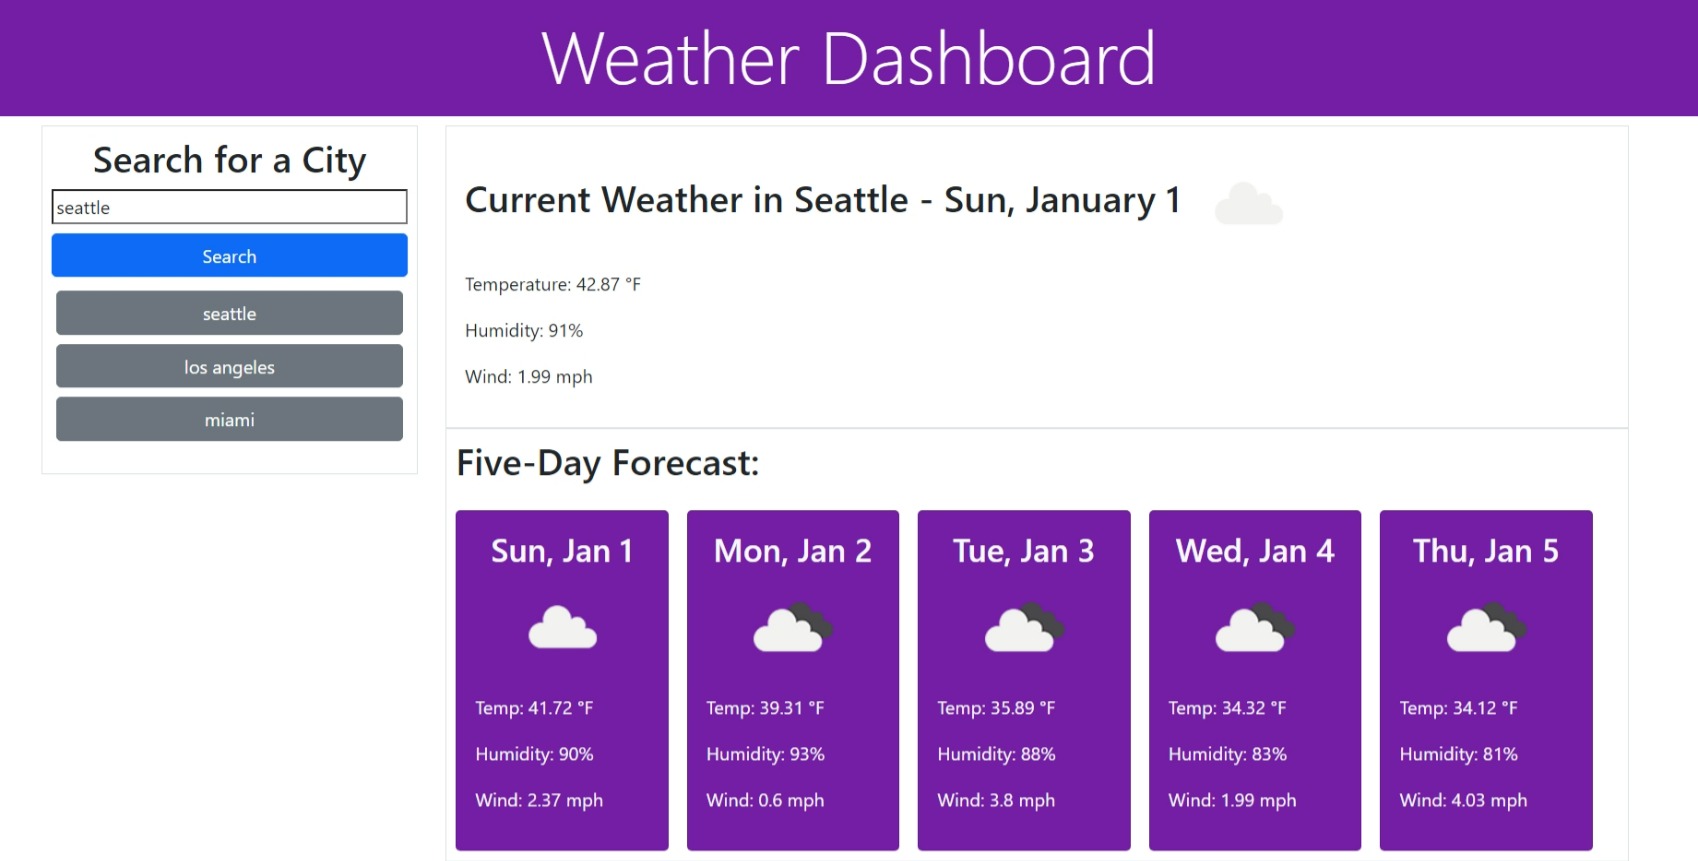 Weather Dashboard
Search for a City
seattle
Search
seattle
los angeles
miami
Current Weather in Seattle - Sun, January 1
Temperature: 42.87 °F
Humidity: 91%
Wind: 1.99 mph
Five-Day Forecast:
Sun, Jan 1
Temp: 41.72 °F
Humidity: 90%
Wind: 2.37 mph
Mon, Jan 2
Temp: 39.31 °F
Humidity: 93%
Wind: 0.6 mph
Tue, Jan 3
Temp: 35.89 °F
Humidity: 88%
Wind: 3.8 mph
Wed, Jan 4
Temp: 34.32 °F
Humidity: 83%
Wind: 1.99 mph
Thu, Jan 5
Temp: 34.12 °F
Humidity: 81%
Wind: 4.03 mph